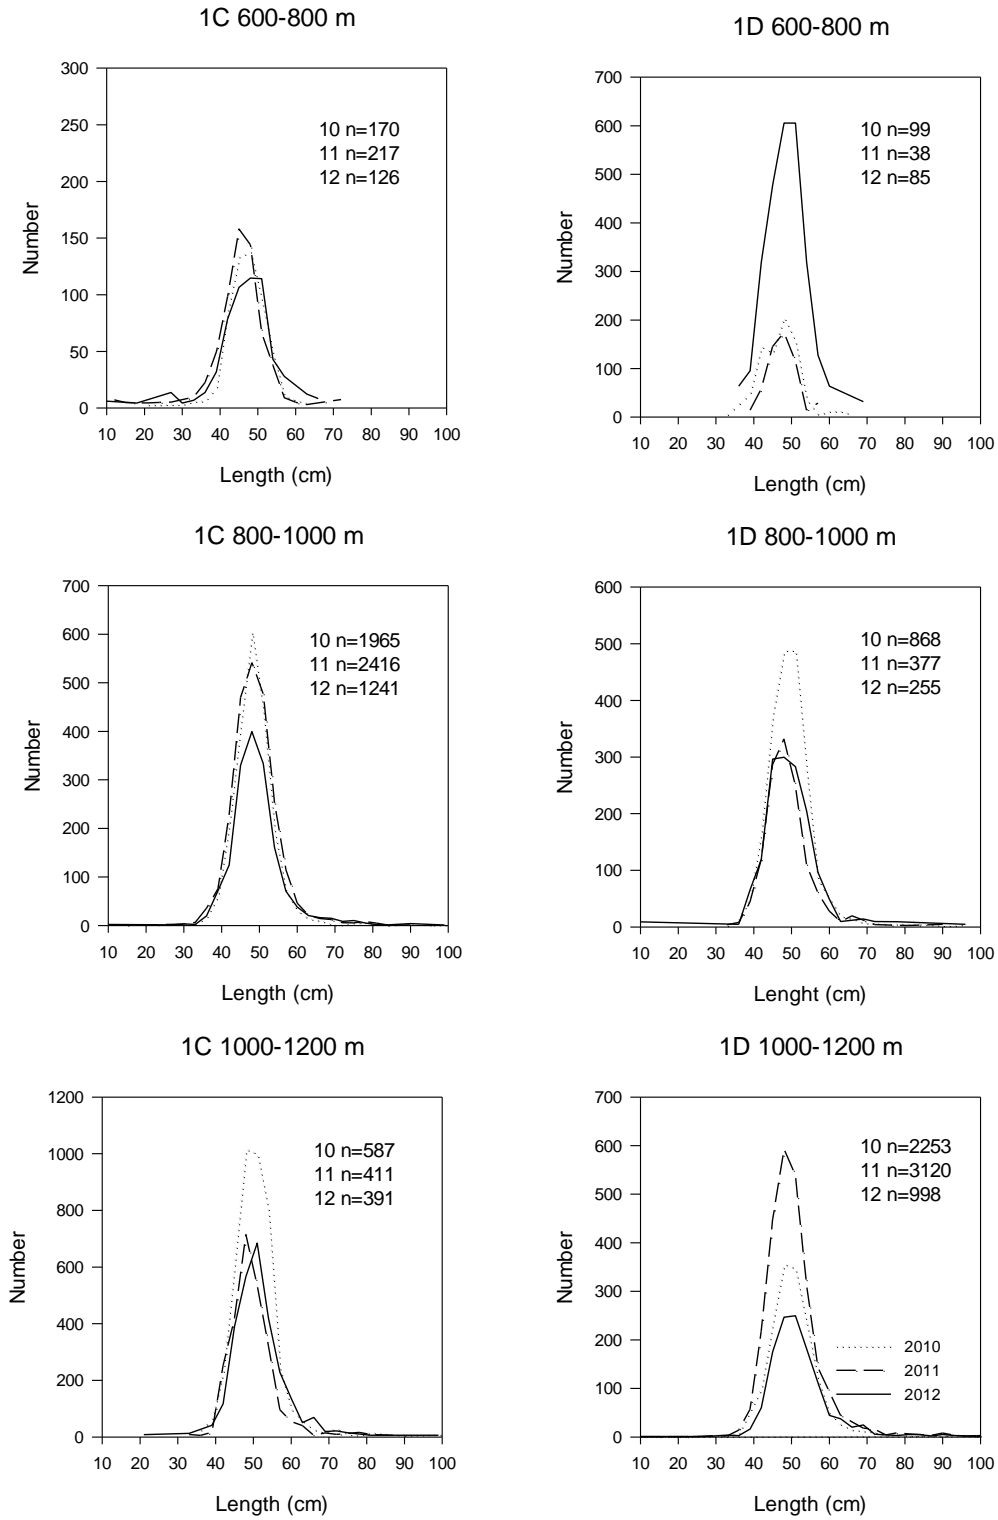 1C 600-800 m
300
250
200
150
100
50
0
Number
10 n=170
11 n=217
12 n=126
10 20 30 40 50 60 70 80 90 100
Length (cm)
1D 600-800 m
700
600
500
400
300
200
100
0
Number
10 n=99
11 n=38
12 n=85
10 20 30 40 50 60 70 80 90 100
Length (cm)
1C 800-1000 m
700
600
500
400
300
200
100
0
Number
10 n=1965
11 n=2416
12 n=1241
10 20 30 40 50 60 70 80 90 100
Length (cm)
1D 800-1000 m
600
500
400
300
200
100
0
Number
10 n=868
11 n=377
12 n=255
10 20 30 40 50 60 70 80 90 100
Lenght (cm)
1C 1000-1200 m
1200
1000
800
600
400
200
0
Number
10 n=587
11 n=411
12 n=391
10 20 30 40 50 60 70 80 90 100
Length (cm)
1D 1000-1200 m
700
600
500
400
300
200
100
0
Number
10 n=2253
11 n=3120
12 n=998
2010
2011
2012
10 20 30 40 50 60 70 80 90 100
Length (cm)